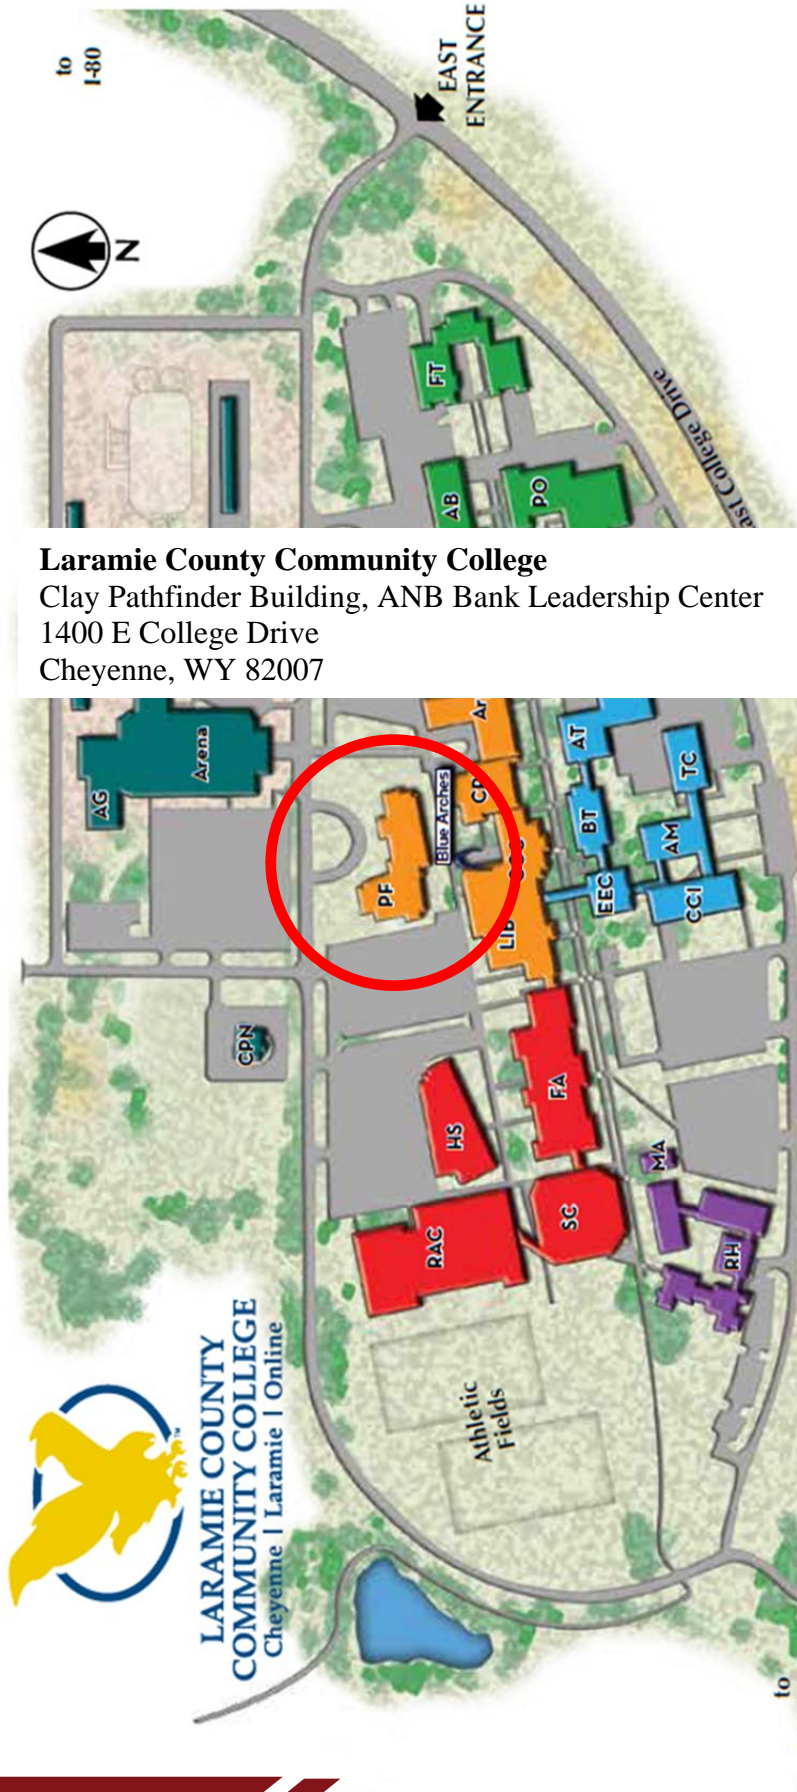 to
I-80
EAST
ENTRANCE
N
FT
AB
PO
East College Drive
Laramie County Community College
Clay Pathfinder Building, ANB Bank Leadership Center
1400 E College Drive
Cheyenne, WY 82007
AG
Arena
Ar
AT
TC
Blue Arches
BT
AM
PF
EEC
CCI
LIB
CPN
HS
FA
MA
RAC
SC
RH
Athletic
Fields
LARAMIE COUNTY
COMMUNITY COLLEGE
Cheyenne | Laramie | Online
TM
to